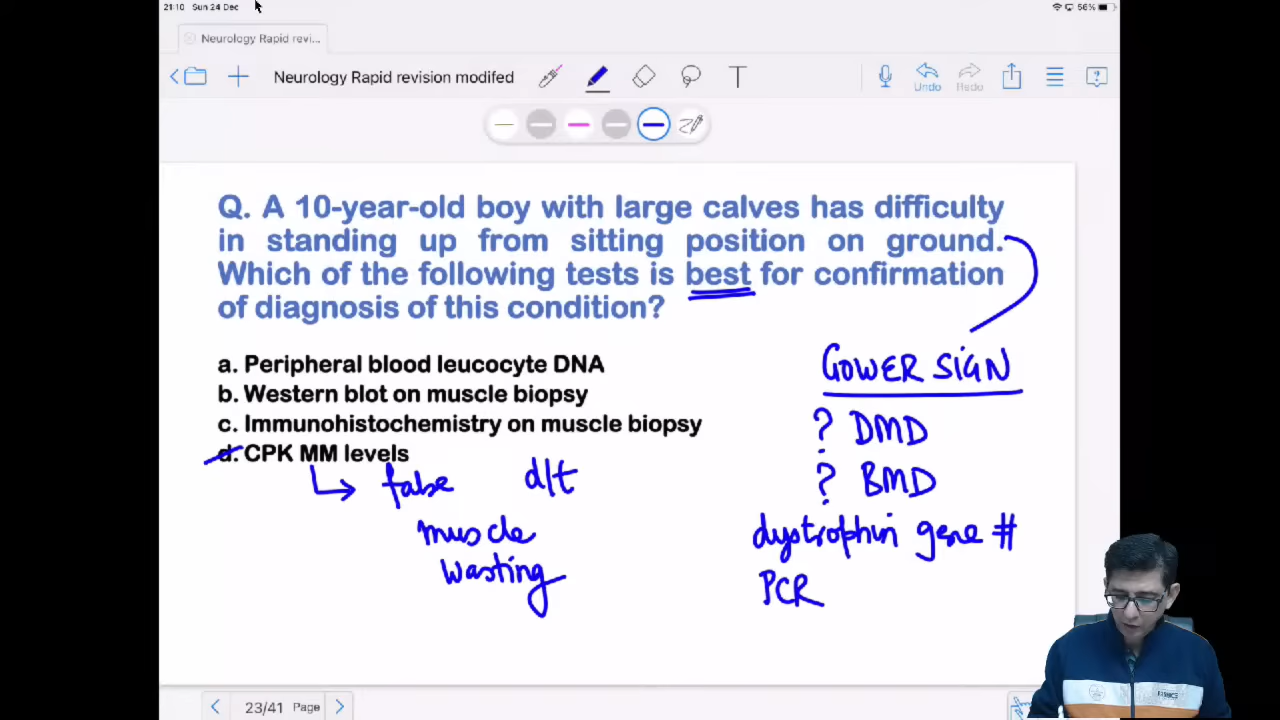 21:10 Sun 24 Dec
56%
Neurology Rapid revi...
Neurology Rapid revision modifed
T
Undo
Redo
Q. A 10-year-old boy with large calves has difficulty
in standing up from sitting position on ground.
Which of the following tests is best for confirmation
of diagnosis of this condition?
a. Peripheral blood leucocyte DNA
b. Western blot on muscle biopsy
c. Immunohistochemistry on muscle biopsy
d. CPK MM levels
GOWER SIGN
? DMD
? BMD
dystrophin gene #
PCR
false d/t
muscle
wasting
23/41 Page